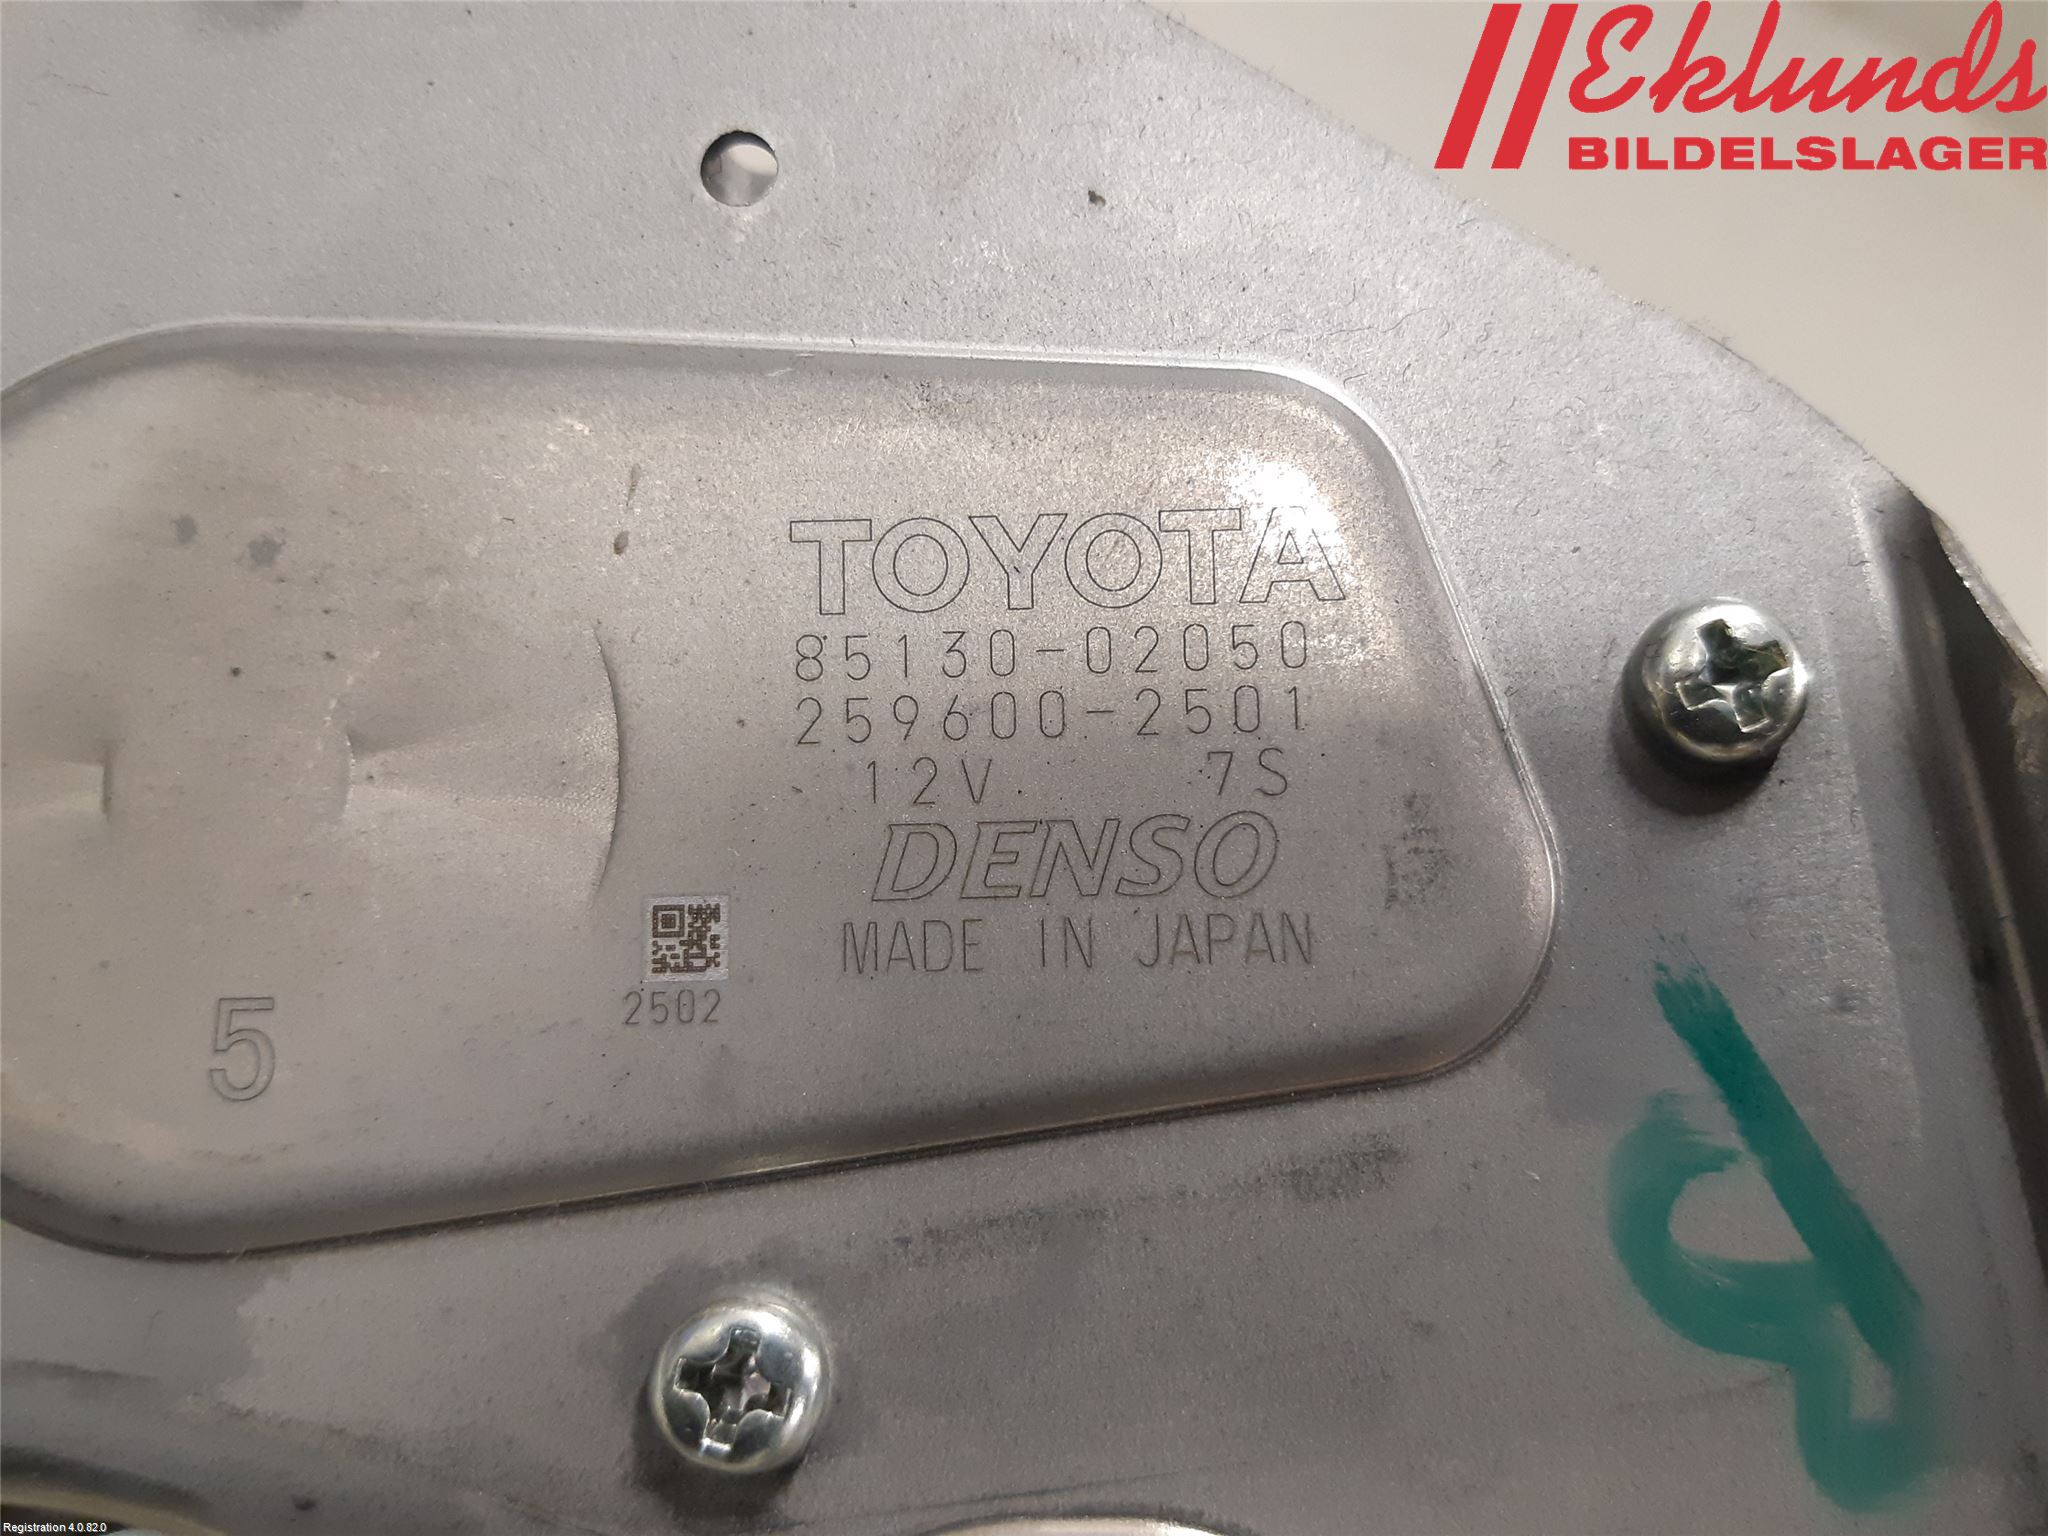 Eklunds
BILDELSLAGER
TOYOTA
85130-02050
259600-2501
12V 7S
DENSO
MADE IN JAPAN
2502
5
Registration 4.0.82.0